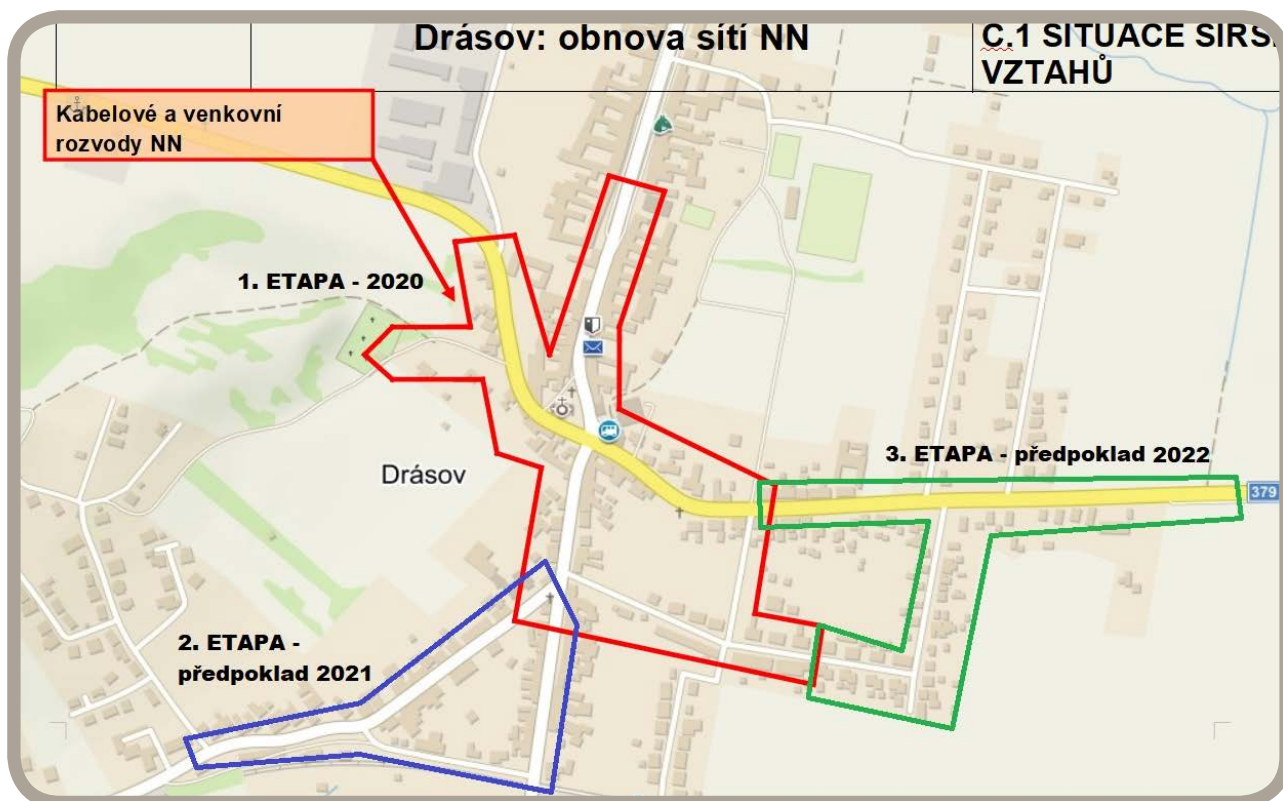 Drásov: obnova sítí NN
C.1 SITUACE SIRS
VZTAHŮ
Kabelové a venkovní
rozvody NN
1. ETAPA - 2020
3. ETAPA - předpoklad 2022
379
Drásov
2. ETAPA -
předpoklad 2021